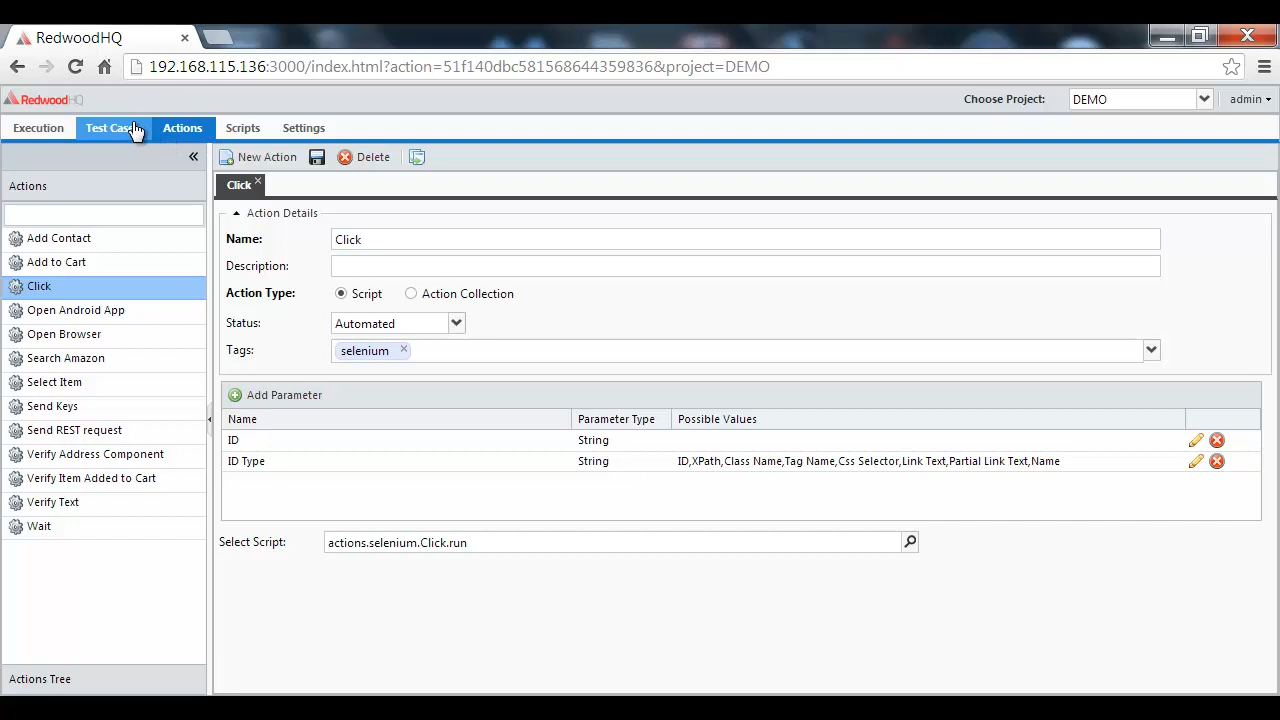 RedwoodHQ
192.168.115.136:3000/index.html?action=51f140dbc581568644359836&project=DEMO
RedwoodHQ
Choose Project: DEMO admin
Execution Test Cas Actions Scripts Settings
New Action Delete
Actions
Click
Action Details
Add Contact
Add to Cart
Click
Open Android App
Open Browser
Search Amazon
Select Item
Send Keys
Send REST request
Verify Address Component
Verify Item Added to Cart
Verify Text
Wait
Actions Tree
Name: Click
Description:
Action Type: Script Action Collection
Status: Automated
Tags: selenium
Add Parameter
Name Parameter Type Possible Values
ID String
ID Type String ID,XPath,Class Name,Tag Name,Css Selector,Link Text,Partial Link Text,Name
Select Script: actions.selenium.Click.run